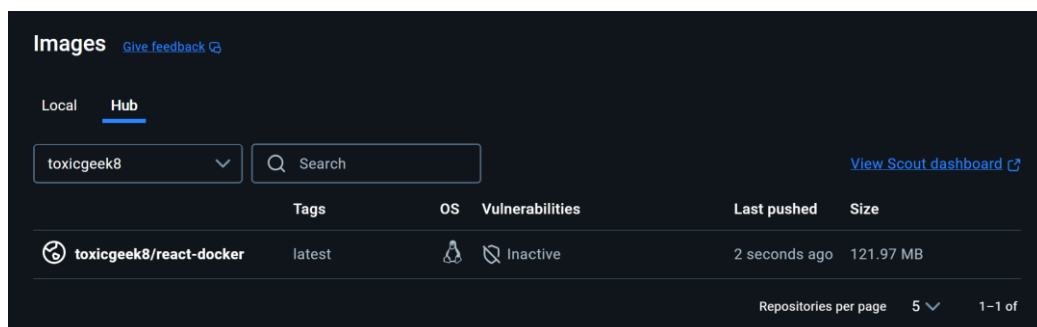 Images Give feedback
Local Hub
toxicgeek8 Search View Scout dashboard
Tags OS Vulnerabilities Last pushed Size
toxicgeek8/react-docker latest Inactive 2 seconds ago 121.97 MB
Repositories per page 5 1–1 of